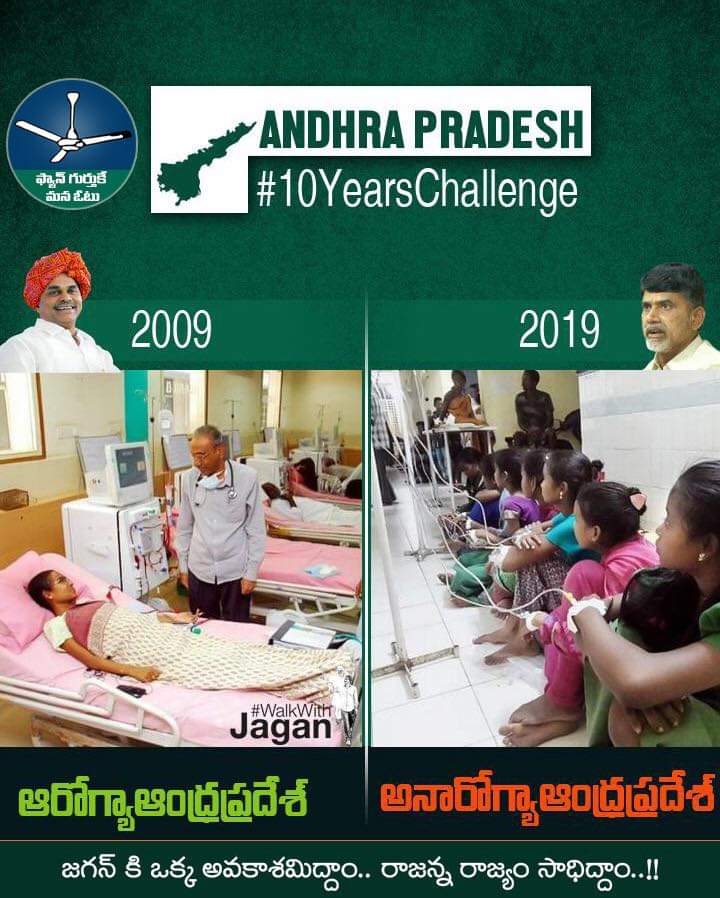 ఫ్యాన్ గుర్తుకే
మన ఓటు
ANDHRA PRADESH
#10YearsChallenge
2009
2019
#WalkWith
Jagan
ఆరోగ్యాఆంధ్రప్రదేశ్
అనారోగ్యాఆంధ్రప్రదేశ్
జగన్ కి ఒక్క అవకాశమిద్దాం.. రాజన్న రాజ్యం సాధిద్దాం..!!